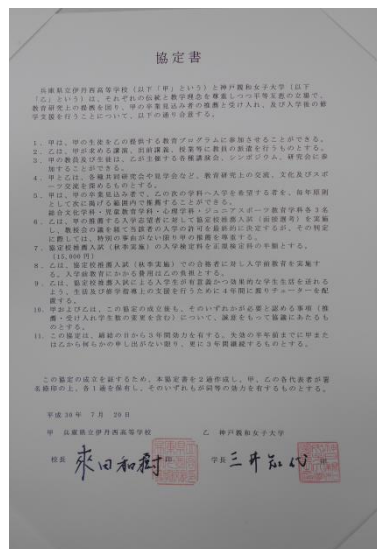 協定書
兵庫県立伊丹西高等学校（以下「甲」という）と神戸親和女子大学（以下
「乙」という）は、それぞれの伝統と教学理念を尊重しつつ平等互恵の立場で、
教育研究上の提携を図り、甲の卒業見込み者の推薦と受け入れ、及び入学後の修
学支援を行うことについて、以下の通り合意する。
1．甲は、甲の生徒を乙の提供する教育プログラムに参加させることができる。
2．乙は、甲が求める講演、出前講義、授業等に教員の派遣を行うものとする。
3．甲の教員及び生徒は、乙が主催する各種講演会、シンポジウム、研究会に参
加することができる。
4．甲と乙は、各種共同研究会や見学会など、教育研究上の交流、文化及びスポ
ーツ交流を深めるものとする。
5．甲は、甲の卒業見込み者で、乙の次の学科へ入学を希望する者を、毎年原則
として次に掲げる範囲内で推薦することができる。
総合文化学科・児童教育学科・心理学科・ジュニアスポーツ教育学科各3名
6．乙は、甲の推薦する入学志望者に対して協定校推薦入試（面接選考）を実施
し、教授会の議を経て当該者の入学の許可を最終的に決定するが、その判定
に際しては、特別の事由がない限り甲の推薦を尊重する。
7．協定校推薦入試（秋季実施）の入学検定料を正規検定料の半額とする。
（15,000円）
8．乙は、協定校推薦入試（秋季実施）での合格者に対し入学前教育を実施す
る。入学前教育にかかる費用は乙の負担とする。
9．乙は、協定校推薦入試による入学生が有意義かつ効果的な学生生活を送れる
よう、生活及び修学指導上の支援を行うために4年間に渡りチューターを配
置する。
10．甲および乙は、この協定の成立後も、そのいずれかが必要と認める事項（推
薦・受け入れ学生数の変更を含む）について、誠意をもって協議にあたるも
のとする。
11．この協定は、締結の日から3年間効力を有する。失効の半年前までに甲また
は乙から何らかの申し出がない限り、更に3年間継続するものとする。
この協定の成立を証するため、本協定書を2通作成し、甲、乙の各代表者が署
名捺印の上、各1通を保有し、そのいずれもが同等の効力を有するものとする。
平成30年 7月 20日
甲 兵庫県立伊丹西高等学校 乙 神戸親和女子大学
校長 來田和樹 印 学長 三井知代